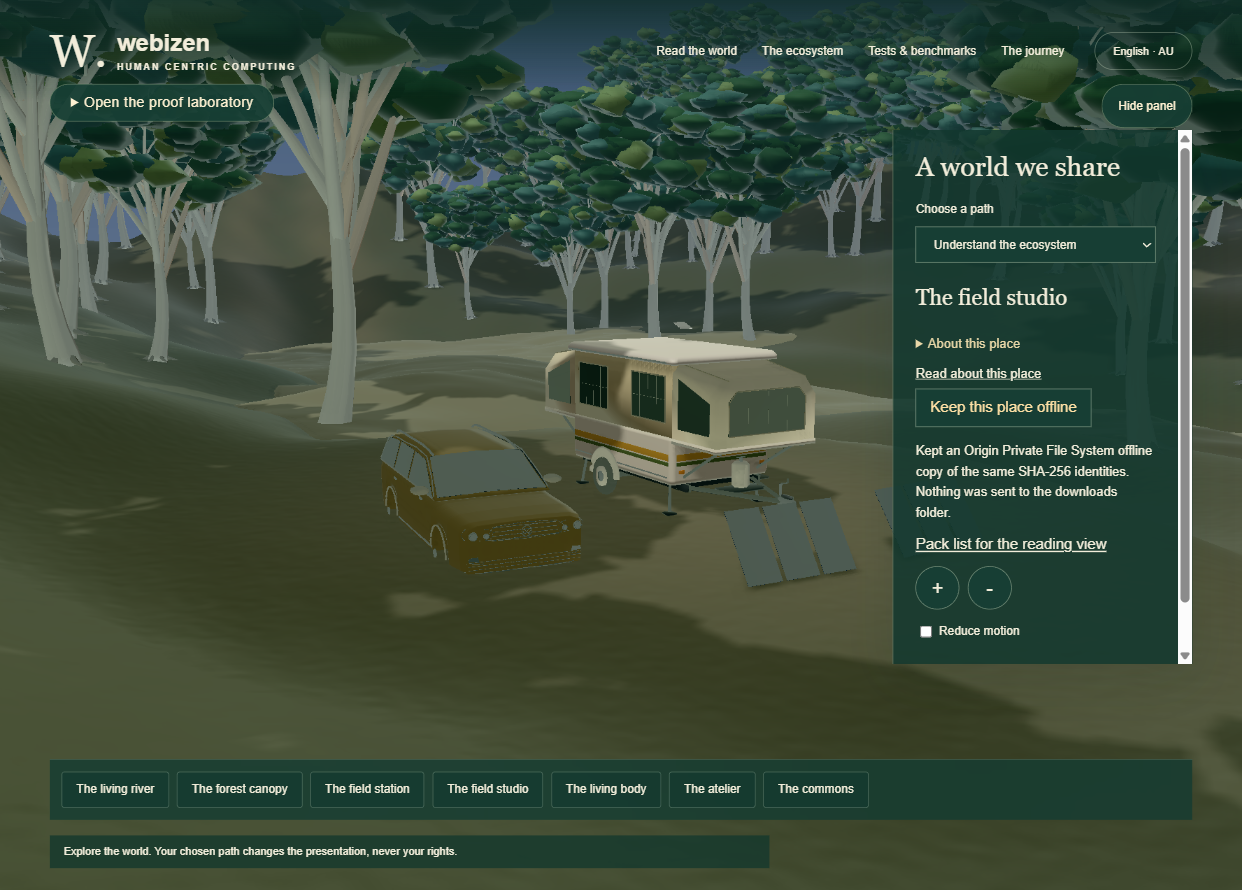 W.
webizen
HUMAN CENTRIC COMPUTING
Read the world
The ecosystem
Tests & benchmarks
The journey
English · AU
Open the proof laboratory
Hide panel
A world we share
Choose a path
Understand the ecosystem
The field studio
About this place
Read about this place
Keep this place offline
Kept an Origin Private File System offline
copy of the same SHA-256 identities.
Nothing was sent to the downloads
folder.
Pack list for the reading view
+
-
Reduce motion
The living river
The forest canopy
The field station
The field studio
The living body
The atelier
The commons
Explore the world. Your chosen path changes the presentation, never your rights.